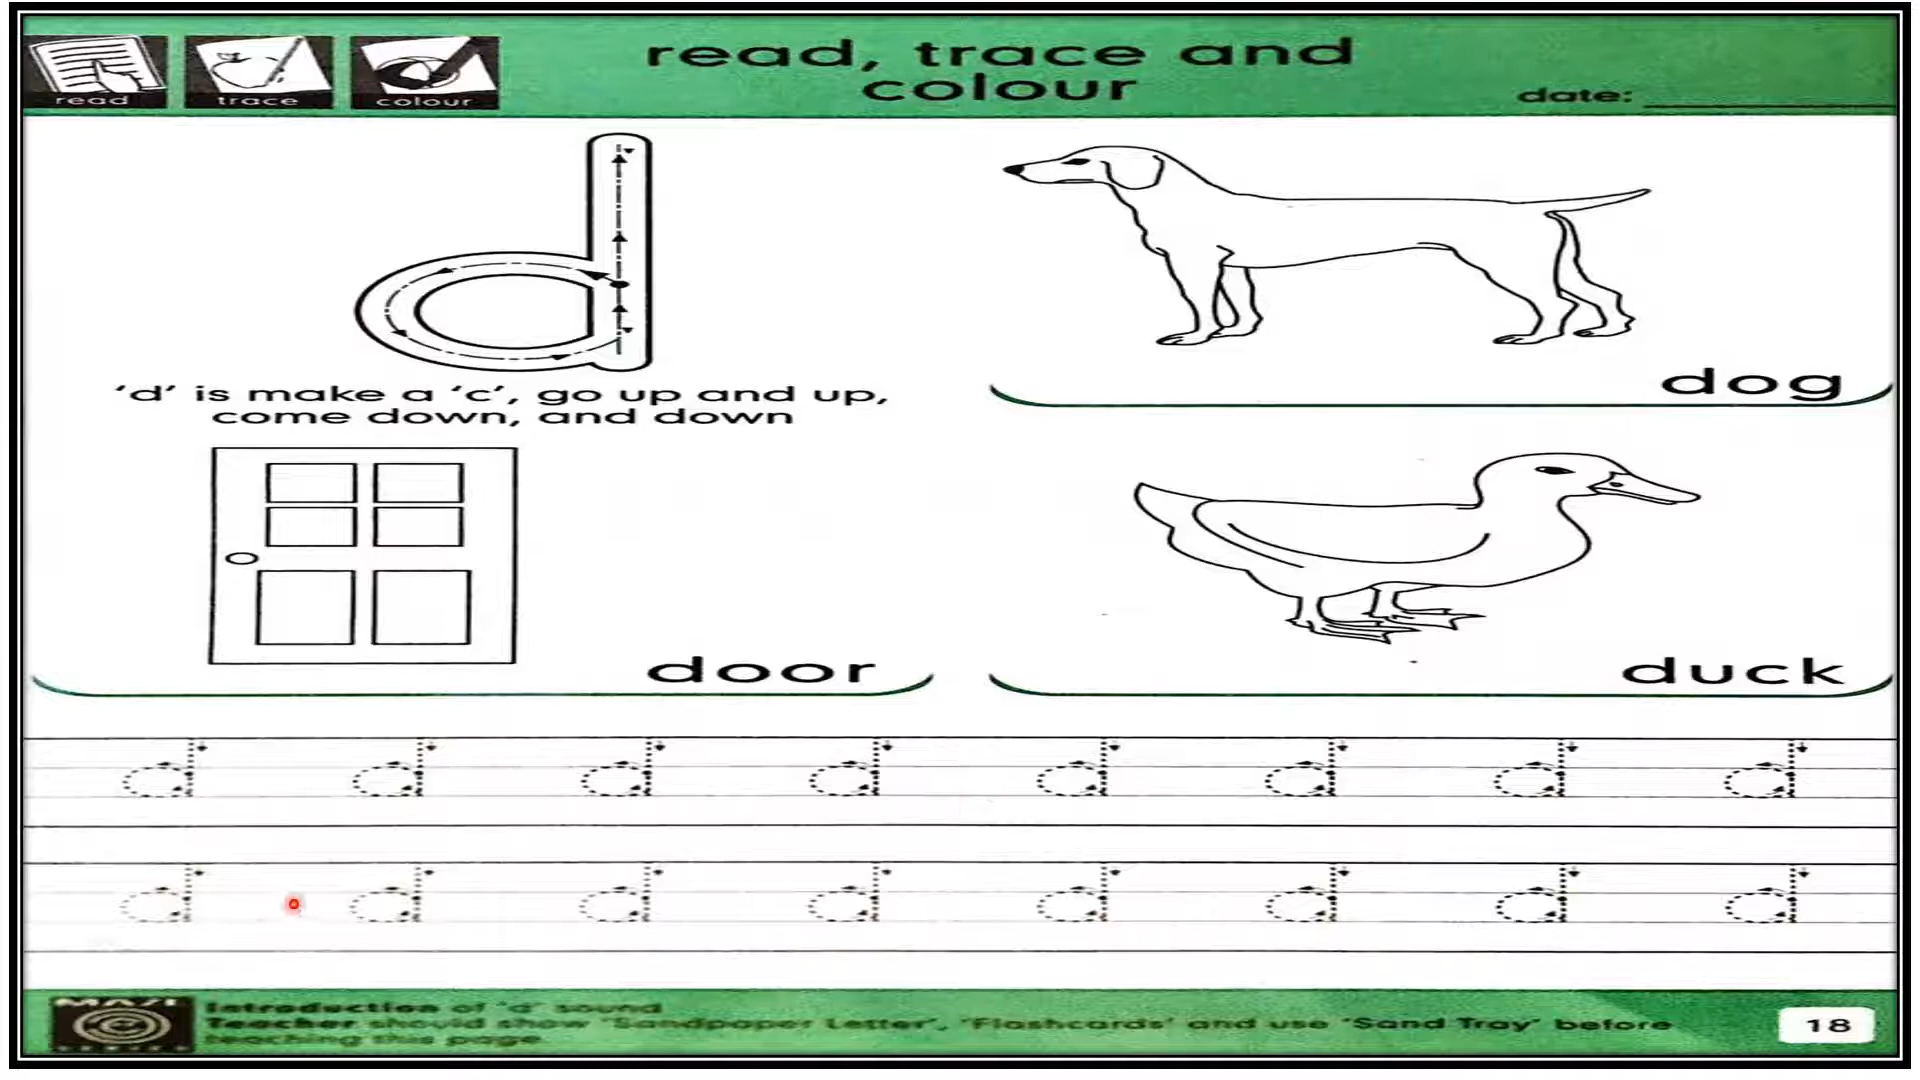 read
trace
colour
read, trace and
colour
date:
'd' is make a 'c', go up and up,
come down, and down
dog
door
duck
d d d d d d d d
d d d d d d d d
Introduction of 'd' sound
Teacher should show 'Sandpaper Letter', 'Flashcards' and use 'Sand Tray' before
teaching this page
18